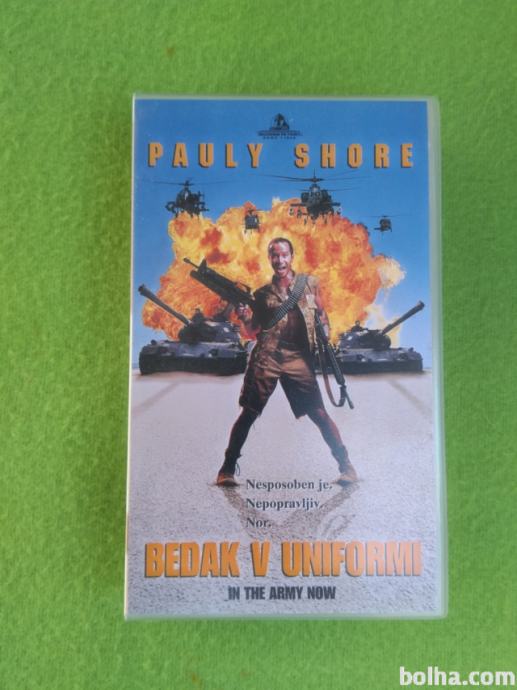 PAULY SHORE
Nesposoben je.
Nepopravljiv.
Nor.
BEDAK V UNIFORMI
IN THE ARMY NOW
bolha.com